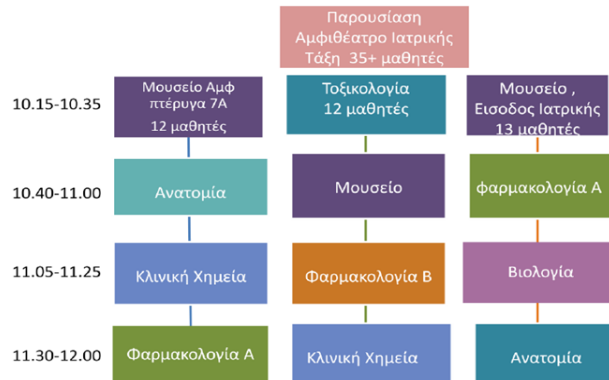 Παρουσίαση
Αμφιθέατρο Ιατρικής
Τάξη 35+ μαθητές
10.15-10.35
Μουσείο Αμφ
πτέρυγα 7Α
12 μαθητές
Τοξικολογία
12 μαθητές
Μουσείο ,
Εισοδος Ιατρικής
13 μαθητές
10.40-11.00
Ανατομία
Μουσείο
φαρμακολογία Α
11.05-11.25
Κλινική Χημεία
Φαρμακολογία Β
Βιολογία
11.30-12.00
Φαρμακολογία Α
Κλινική Χημεία
Ανατομία